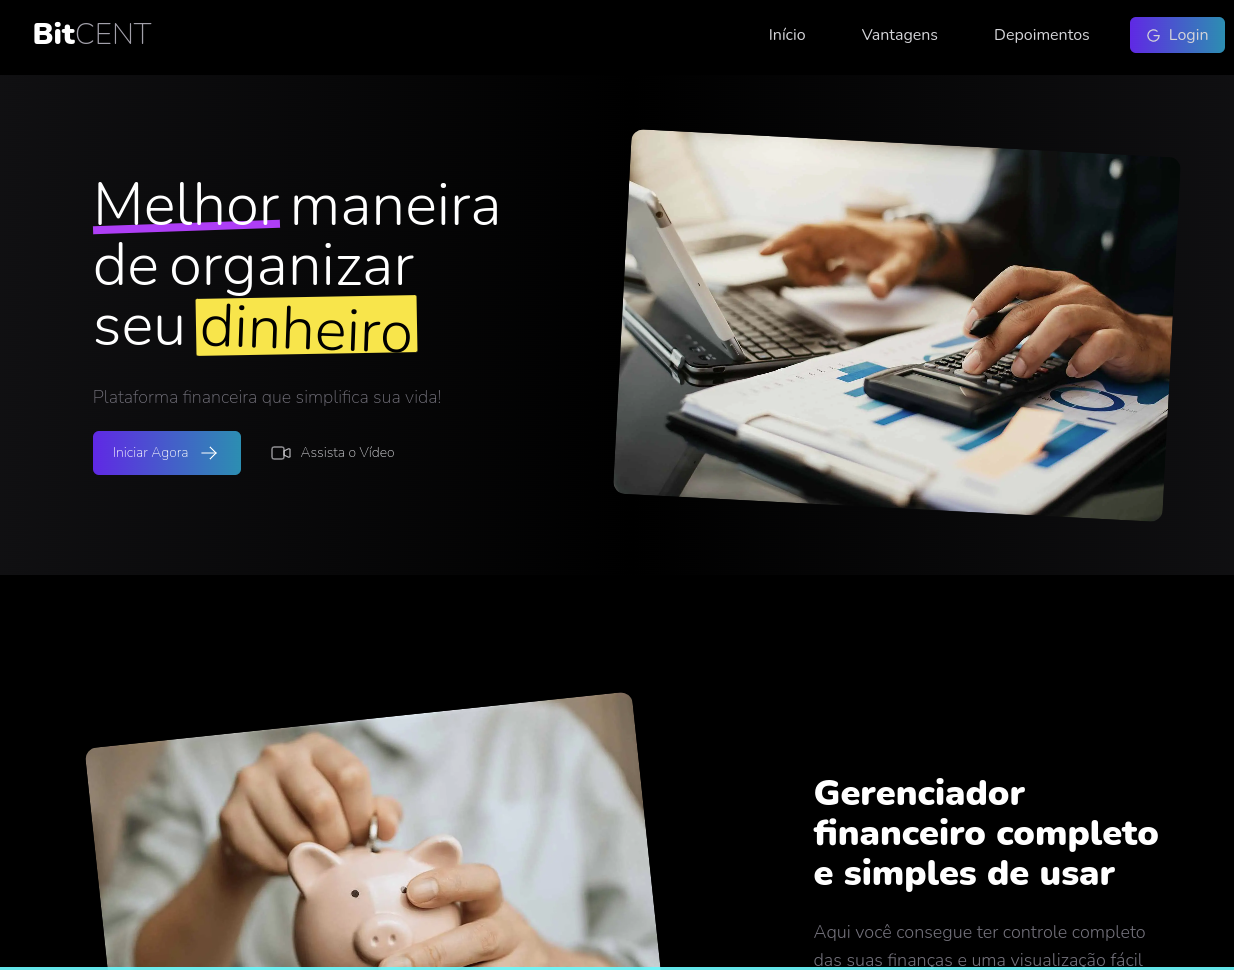 BitCENT
Início
Vantagens
Depoimentos
G Login
Melhor maneira
de organizar
seu dinheiro
Plataforma financeira que simplifica sua vida!
Iniciar Agora
Assista o Vídeo
Gerenciador
financeiro completo
e simples de usar
Aqui você consegue ter controle completo
das suas finanças e uma visualização fácil